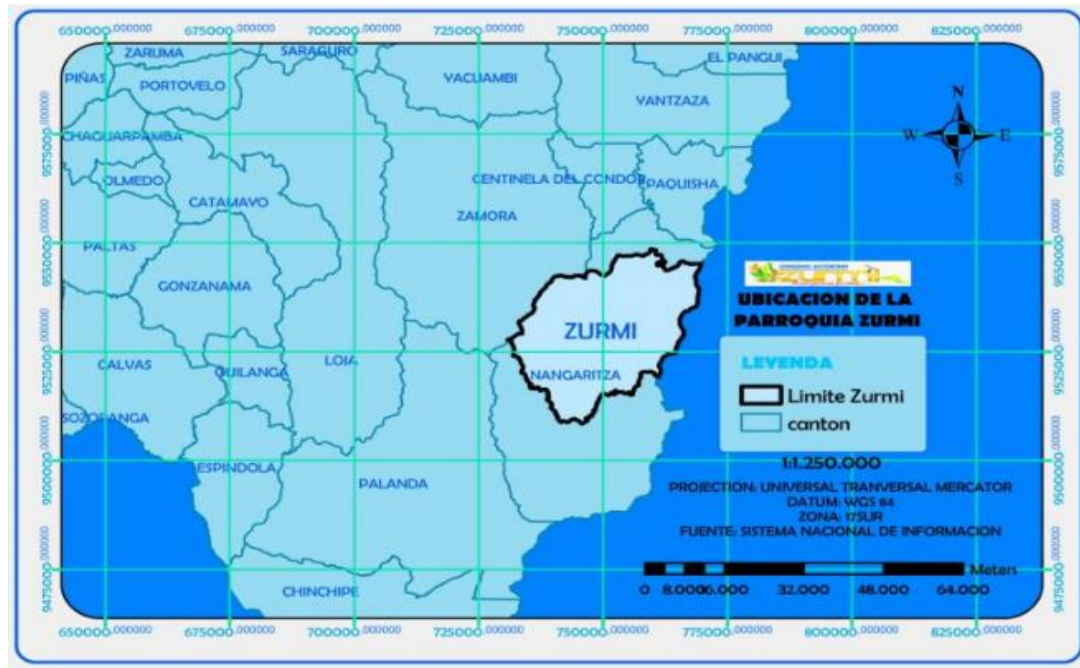 650000,000000 675000,000000 700000,000000 725000,000000 750000,000000 775000,000000 800000,000000 825000,000000
ZARUMA
SARAGURO
EL PANGUI
PIÑAS
PORTOVELO
YACUAMBI
YANTZAZA
N
W E
S
9575000,000000
9575000,000000
CHAGUARPAMBA
OLMEDO
CATAMAYO
CENTINELA DEL CONDOR
PAQUISHA
ZAMORA
PALTAS
9550000,000000
9550000,000000
GONZANAMA
zurmi
UBICACION DE LA
PARROQUIA ZURMI
ZURMI
CALVAS
QUILANGA
LOJA
NANGARITZA
9525000,000000
9525000,000000
LEYENDA
Limite Zurmi
canton
SOZORANGA
ESPINDOLA
PALANDA
9500000,000000
9500000,000000
1:1.250.000
PROJECTION: UNIVERSAL TRANVERSAL MERCATOR
DATUM: WGS 84
ZONA: 17SUR
FUENTE: SISTEMA NACIONAL DE INFORMACION
CHINCHIPE
9475000,000000
9475000,000000
Meters
0 8.000 16.000 32.000 48.000 64.000
650000,000000 675000,000000 700000,000000 725000,000000 750000,000000 775000,000000 800000,000000 825000,000000